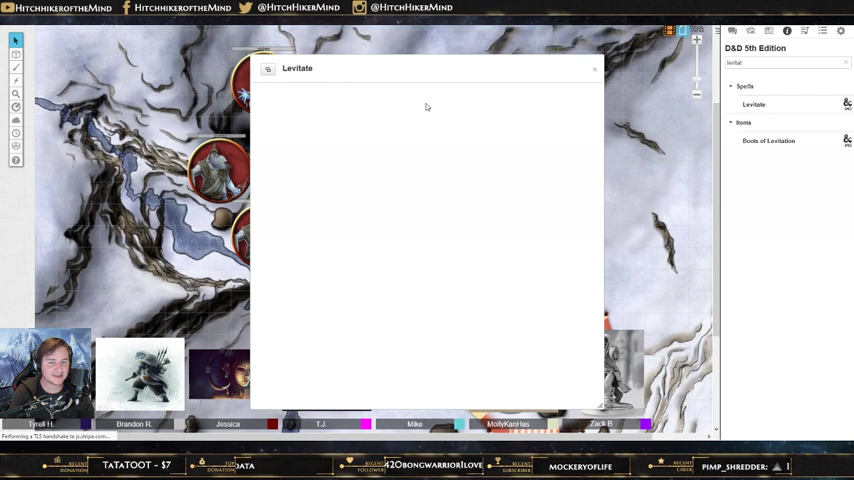 HitchhikeroftheMind HitchhikeroftheMind @HitchHikerMind @HitchHikerMind
D&D 5th Edition
levitat
Spells
Levitate
Items
Boots of Levitation
Levitate
Tyrell H. Brandon R. Jessica T.J. Mike MollyKanHas Zack B
Performing a TLS handshake to js.stripe.com...
RECENT DONATION TATATOOT - $7 TOP DONATION DATA RECENT FOLLOWER 420BONGWARRIORILOVE RECENT SUBSCRIBER MOCKERYOFLIFE RECENT CHEER PIMP_SHREDDER: 1